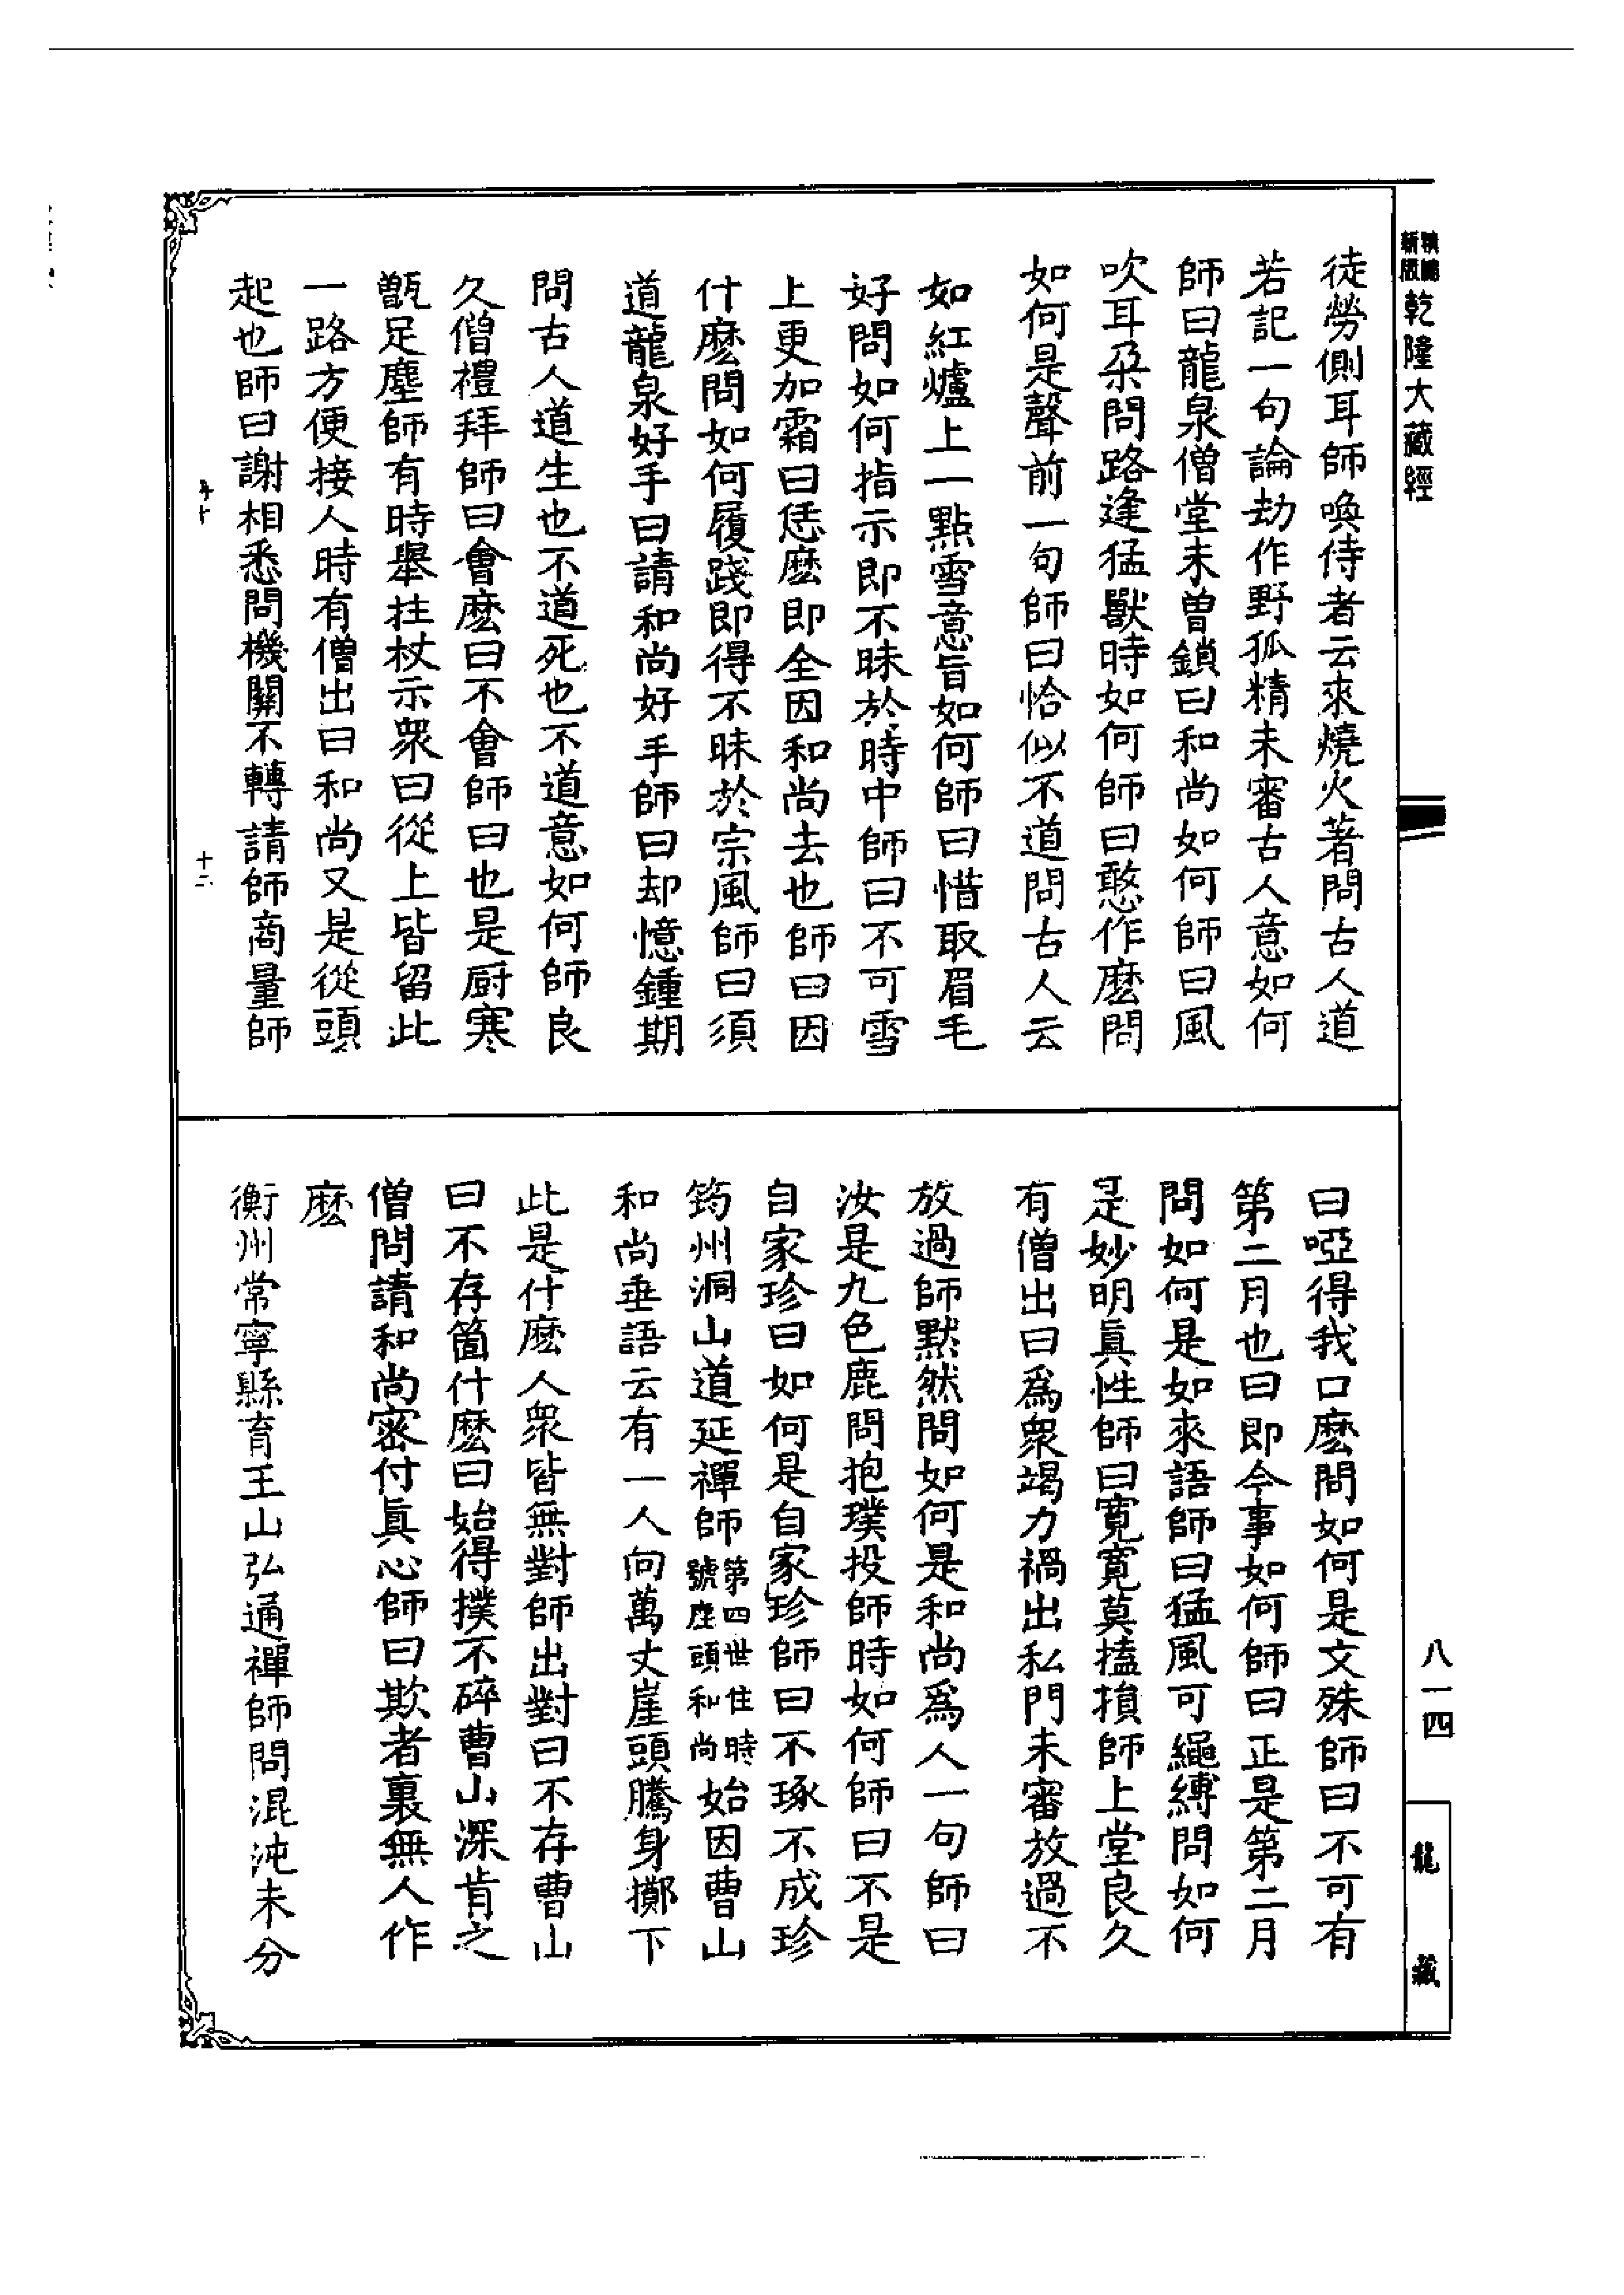 乾隆大藏經
徒勞側耳師喚侍者云來燒火著問古人道
若記一句論劫作野狐精未審古人意如何
師曰龍泉僧堂未曾鎖曰和尚如何師曰風
吹耳朶問路逢猛獸時如何師曰憨作麽問
如何是聲前一句師曰恰似不道問古人云
如紅爐上一點雪意旨如何師曰惜取眉毛
好問如何指示即不昧於時中師曰不可雪
上更加霜曰恁麽即全因和尚去也師曰因
什麽問如何履踐即得不昧於宗風師曰須
道龍泉好手曰請和尚好手師曰却憶鍾期
問古人道生也不道死也不道意如何師良
久僧禮拜師曰會麽曰不會師曰也是厨寒
甑足塵師有時舉拄杖示衆曰從上皆留此
一路方便接人時有僧出曰和尚又是從頭
起也師曰謝相悉問機關不轉請師商量師
十二
曰啞得我口麽問如何是文殊師曰不可有
第二月也曰即今事如何師曰正是第二月
問如何是如來語師曰猛風可繩縛問如何
是妙明眞性師曰寬寬莫搕損師上堂良久
有僧出曰爲衆竭力禍出私門未審放過不
放過師默然問如何是和尚爲人一句師曰
汝是九色鹿問抱璞投師時如何師曰不是
自家珍曰如何是自家珍師曰不琢不成珍
筠州洞山道延禪師第四世住時號座頭和尚始因曹山
和尚垂語云有一人向萬丈崖頭騰身擲下
此是什麽人衆皆無對師出對曰不存曹山
曰不存箇什麽曰始得撲不碎曹山深肯之
僧問請和尚密付眞心師曰欺者裏無人作
麽
衡州常寧縣育王山弘通禪師問混沌未分
八一四
龍藏